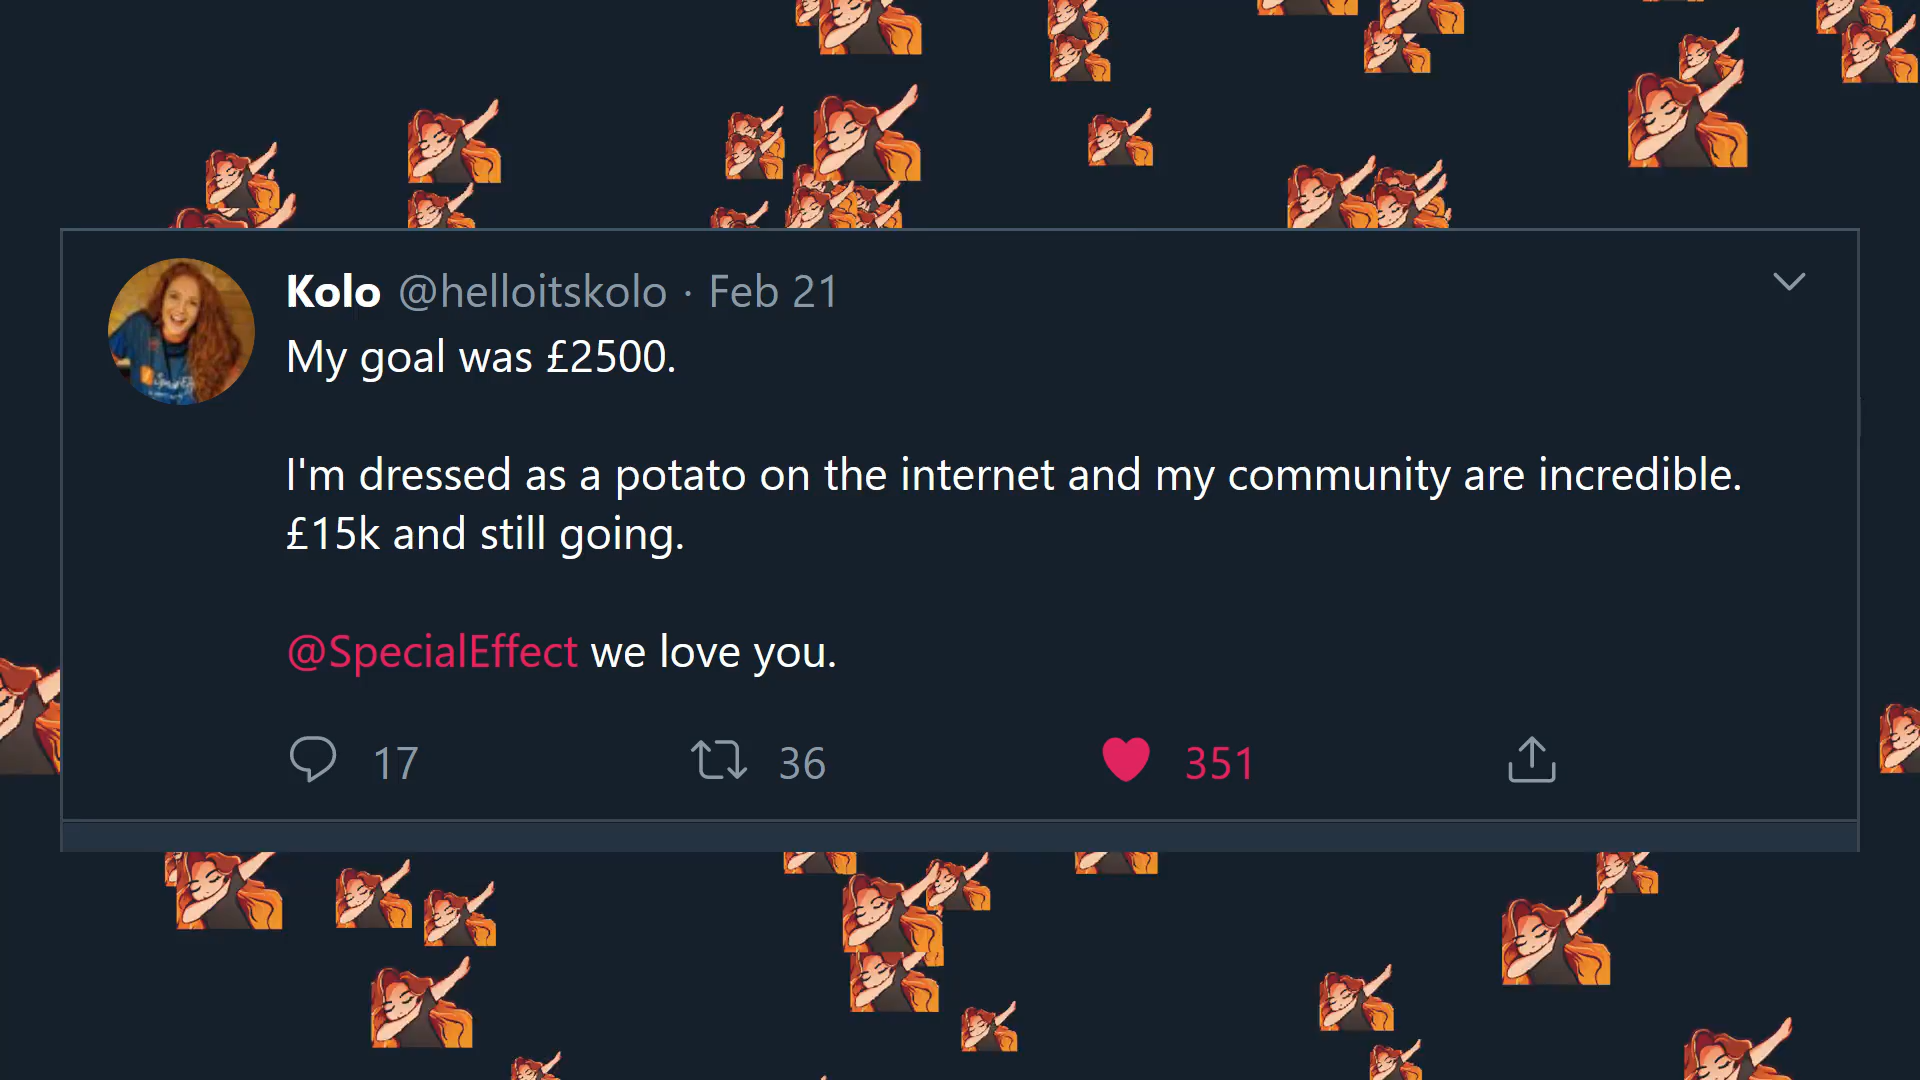 Kolo @helloitskolo · Feb 21
My goal was £2500.
I'm dressed as a potato on the internet and my community are incredible.
£15k and still going.
@SpecialEffect we love you.
17 36 351